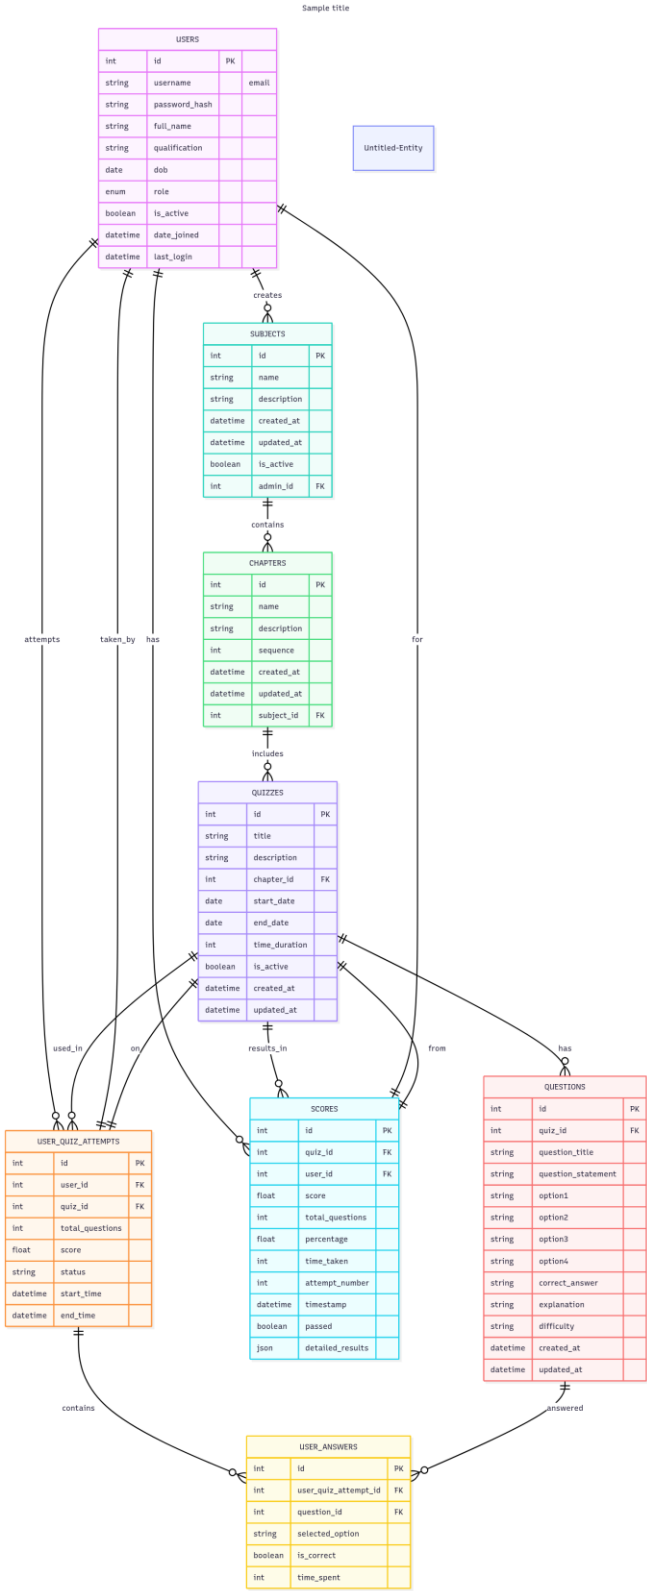 Sample title
USERS
int id PK
string username email
string password_hash
string full_name
string qualification
date dob
enum role
boolean is_active
datetime date_joined
datetime last_login
Untitled-Entity
creates
SUBJECTS
int id PK
string name
string description
datetime created_at
datetime updated_at
boolean is_active
int admin_id FK
contains
CHAPTERS
int id PK
string name
string description
int sequence
datetime created_at
datetime updated_at
int subject_id FK
attempts
taken_by
has
for
includes
QUIZZES
int id PK
string title
string description
int chapter_id FK
date start_date
date end_date
int time_duration
boolean is_active
datetime created_at
datetime updated_at
used_in
on
results_in
from
has
USER_QUIZ_ATTEMPTS
int id PK
int user_id FK
int quiz_id FK
int total_questions
float score
string status
datetime start_time
datetime end_time
SCORES
int id PK
int quiz_id FK
int user_id FK
float score
int total_questions
float percentage
int time_taken
int attempt_number
datetime timestamp
boolean passed
json detailed_results
QUESTIONS
int id PK
int quiz_id FK
string question_title
string question_statement
string option1
string option2
string option3
string option4
string correct_answer
string explanation
string difficulty
datetime created_at
datetime updated_at
contains
answered
USER_ANSWERS
int id PK
int user_quiz_attempt_id FK
int question_id FK
string selected_option
boolean is_correct
int time_spent